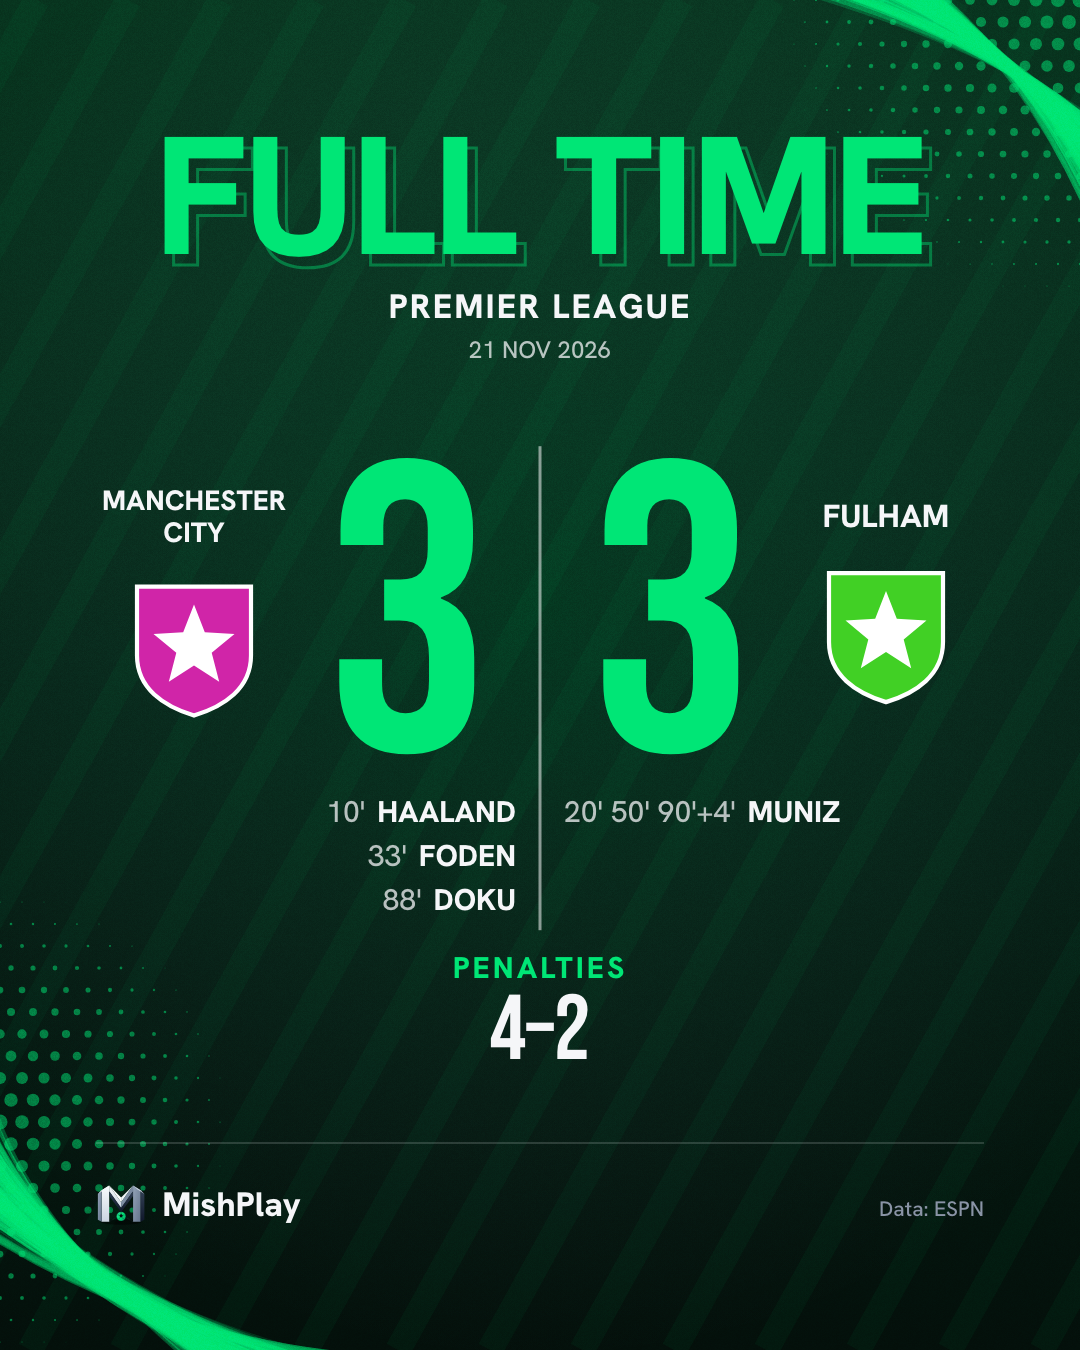 FULL TIME
PREMIER LEAGUE
21 NOV 2026
MANCHESTER
CITY
3
3
FULHAM
10' HAALAND
33' FODEN
88' DOKU
20' 50' 90'+4' MUNIZ
PENALTIES
4–2
MishPlay
Data: ESPN